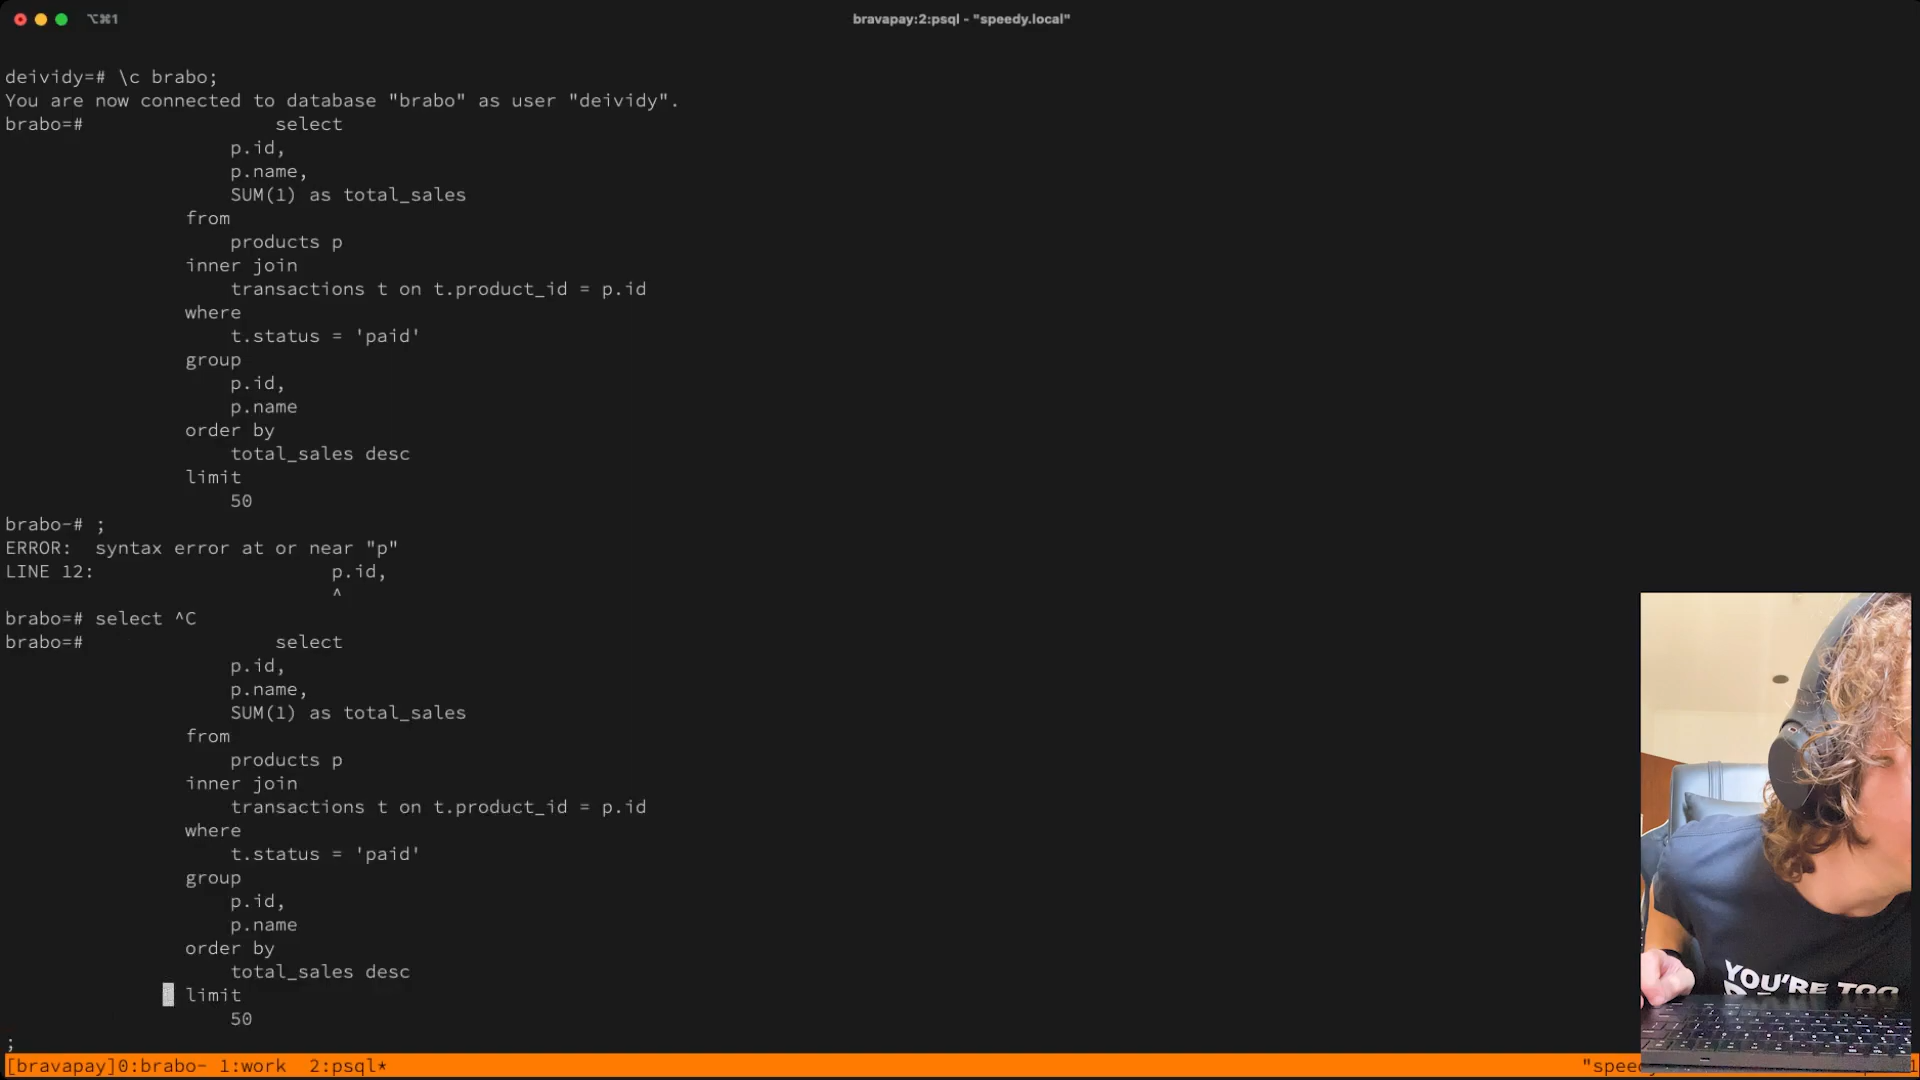 ⌥⌘1
bravapay:2:psql - "speedy.local"
deividy=# \c brabo;
You are now connected to database "brabo" as user "deividy".
brabo=#                 select
p.id,
p.name,
SUM(1) as total_sales
from
products p
inner join
transactions t on t.product_id = p.id
where
t.status = 'paid'
group
p.id,
p.name
order by
total_sales desc
limit
50
brabo-# ;
ERROR:  syntax error at or near "p"
LINE 12:                     p.id,
^
brabo=# select ^C
brabo=#                 select
p.id,
p.name,
SUM(1) as total_sales
from
products p
inner join
transactions t on t.product_id = p.id
where
t.status = 'paid'
group
p.id,
p.name
order by
total_sales desc
limit
50
;
[bravapay]0:brabo- 1:work  2:psql*
YOU'RE TOO